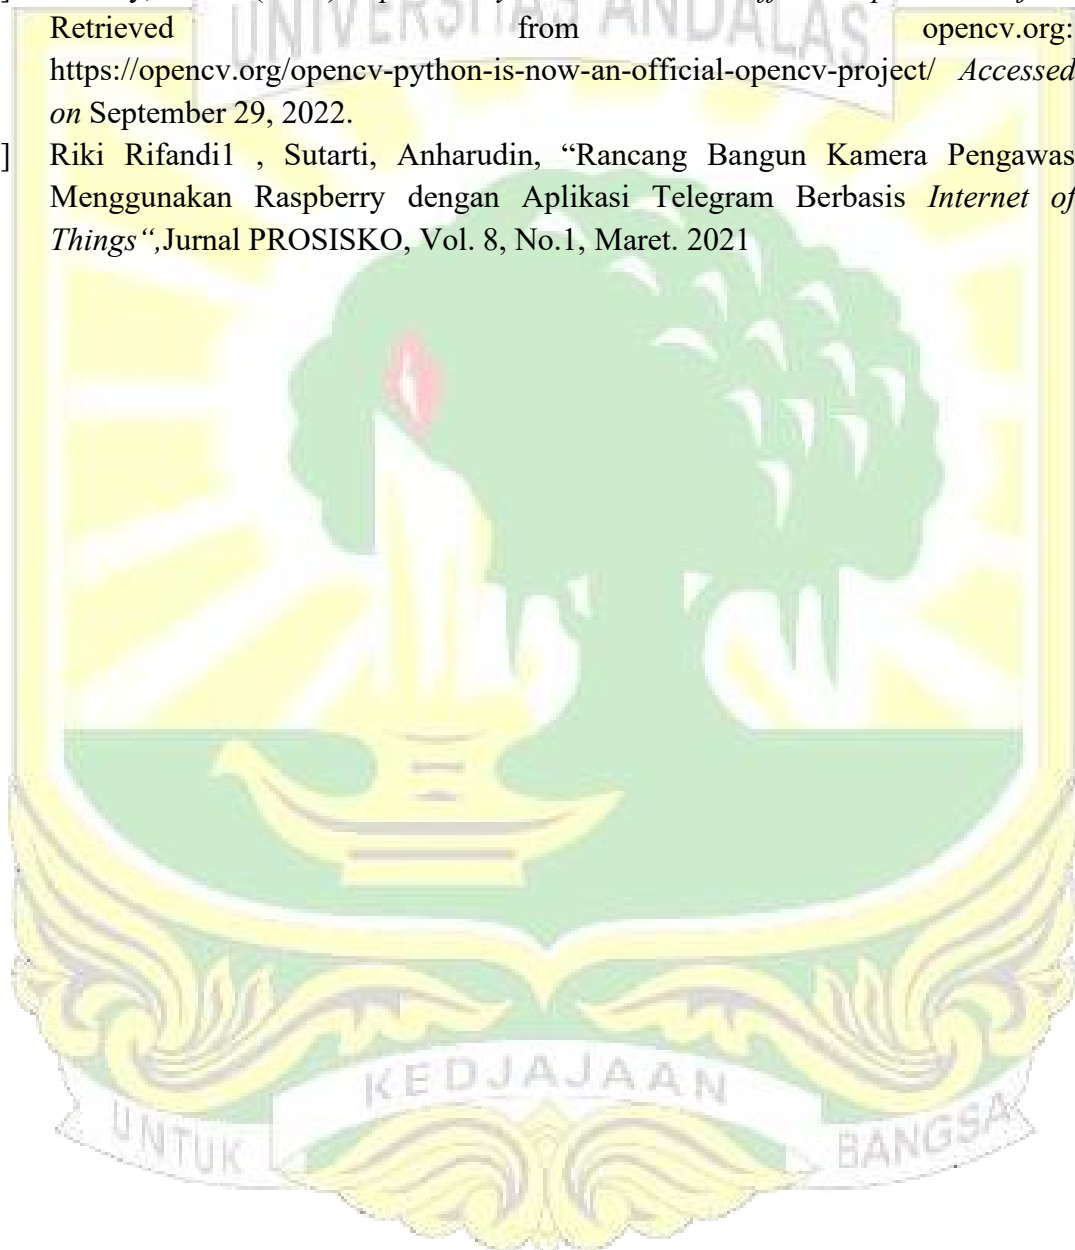 Retrieved from opencv.org:
https://opencv.org/opencv-python-is-now-an-official-opencv-project/ Accessed
on September 29, 2022.
] Riki Rifandi1 , Sutarti, Anharudin, “Rancang Bangun Kamera Pengawas
Menggunakan Raspberry dengan Aplikasi Telegram Berbasis Internet of
Things“,Jurnal PROSISKO, Vol. 8, No.1, Maret. 2021
UNIVERSITAS ANDALAS
UNTUK KEDJAJAAN BANGSA